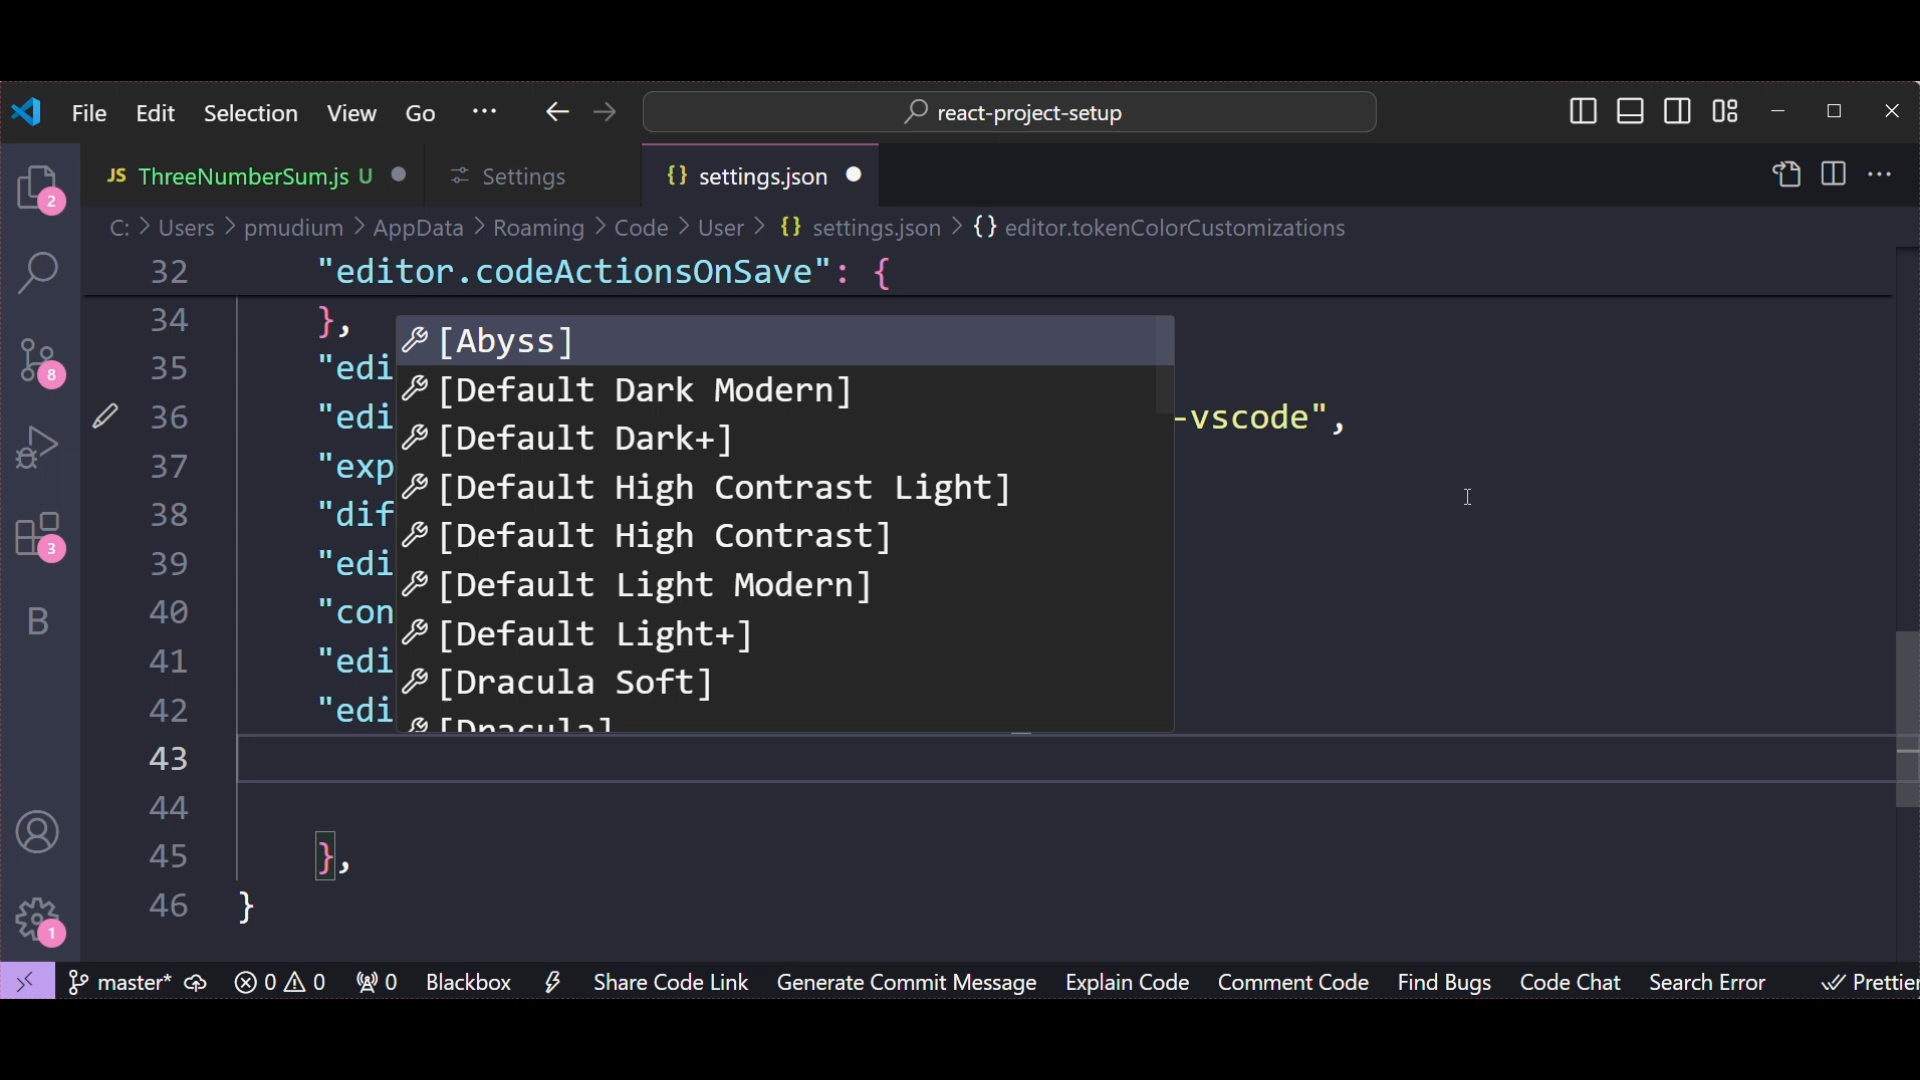 File Edit Selection View Go ··· react-project-setup
2
8
3
B
1
JS ThreeNumberSum.js U Settings {} settings.json
C: > Users > pmudium > AppData > Roaming > Code > User > {} settings.json > {} editor.tokenColorCustomizations
32 "editor.codeActionsOnSave": {
34 },
35 "edi
36 "edi -vscode",
37 "exp
38 "dif
39 "edi
40 "con
41 "edi
42 "edi
43
44
45 },
46 }
[Abyss]
[Default Dark Modern]
[Default Dark+]
[Default High Contrast Light]
[Default High Contrast]
[Default Light Modern]
[Default Light+]
[Dracula Soft]
[Dracula]
master* 0 0 0 Blackbox Share Code Link Generate Commit Message Explain Code Comment Code Find Bugs Code Chat Search Error Prettier